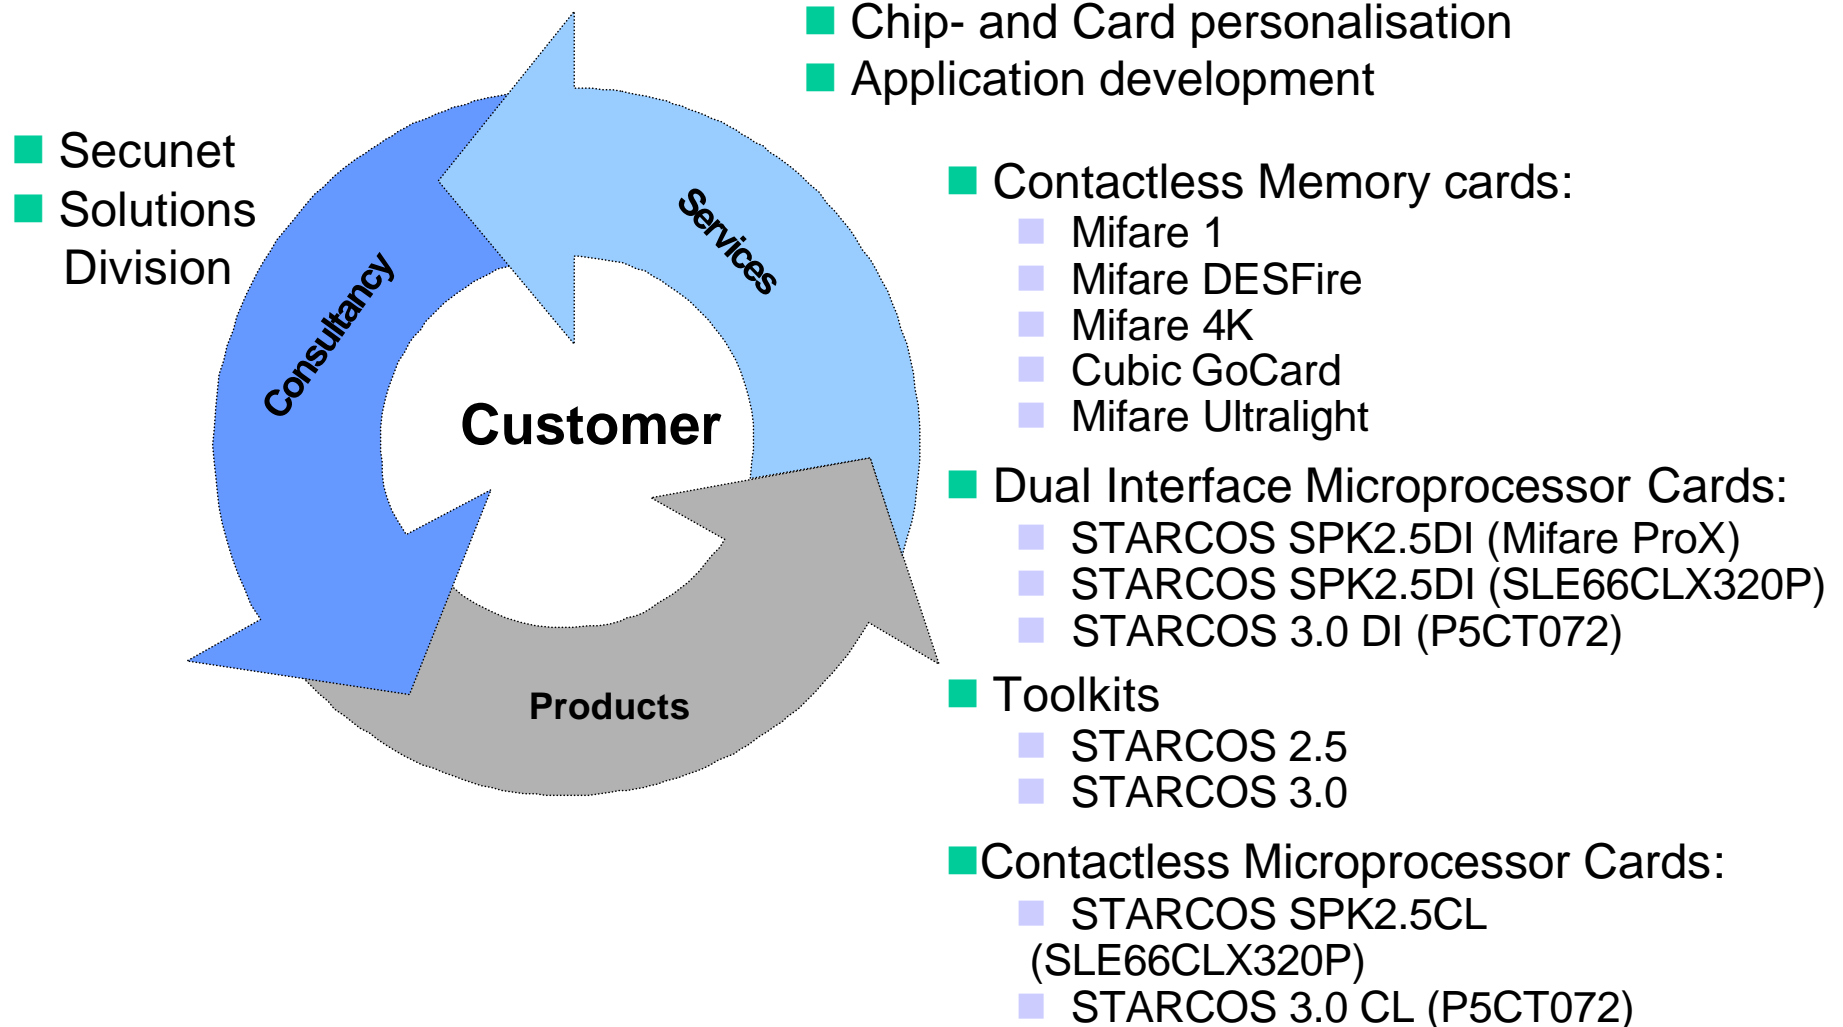 Chip- and Card personalisation
Application development
Secunet
Solutions
Division
Services
Consultancy
Customer
Products
Contactless Memory cards:
Mifare 1
Mifare DESFire
Mifare 4K
Cubic GoCard
Mifare Ultralight
Dual Interface Microprocessor Cards:
STARCOS SPK2.5DI (Mifare ProX)
STARCOS SPK2.5DI (SLE66CLX320P)
STARCOS 3.0 DI (P5CT072)
Toolkits
STARCOS 2.5
STARCOS 3.0
Contactless Microprocessor Cards:
STARCOS SPK2.5CL
(SLE66CLX320P)
STARCOS 3.0 CL (P5CT072)